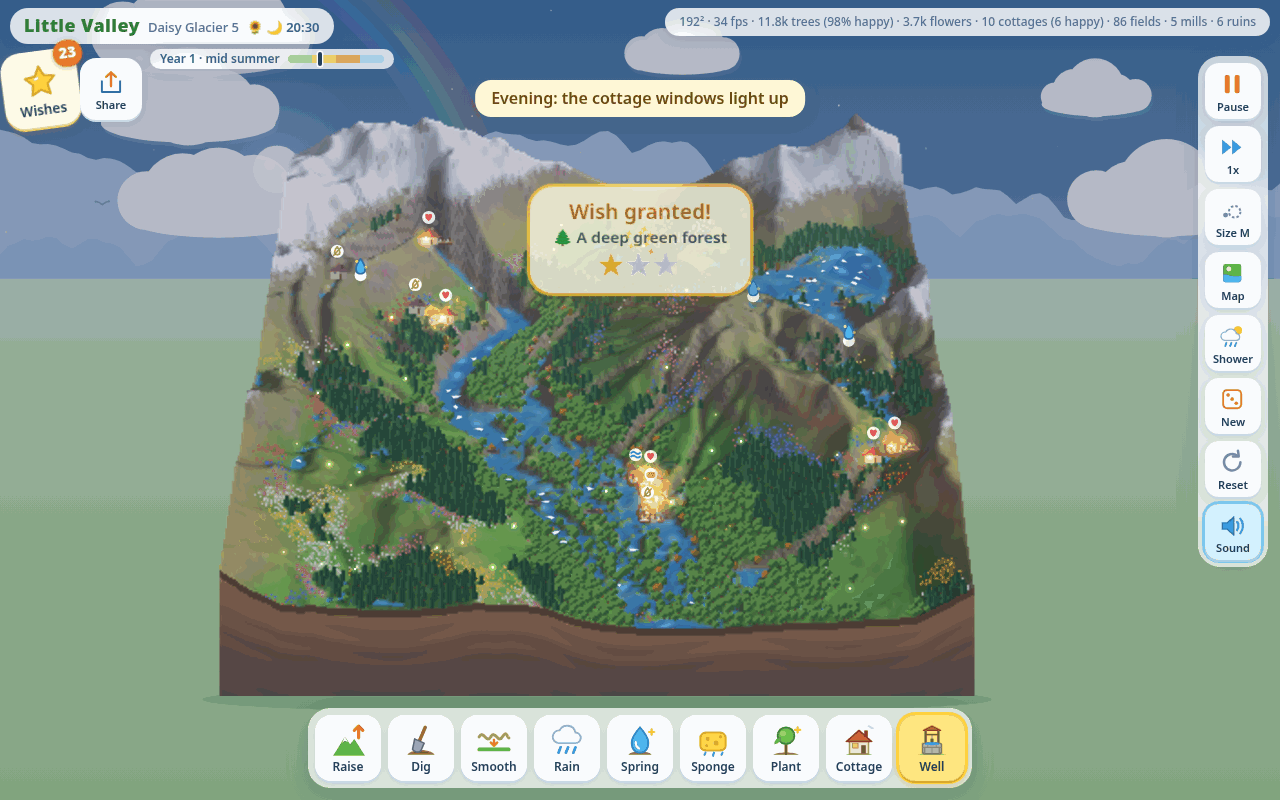 Little Valley Daisy Glacier 5 20:30
192² · 34 fps · 11.8k trees (98% happy) · 3.7k flowers · 10 cottages (6 happy) · 86 fields · 5 mills · 6 ruins
Year 1 · mid summer
23
Wishes
Share
Evening: the cottage windows light up
Wish granted!
A deep green forest
Pause
1x
Size M
Map
Shower
New
Reset
Sound
Raise
Dig
Smooth
Rain
Spring
Sponge
Plant
Cottage
Well